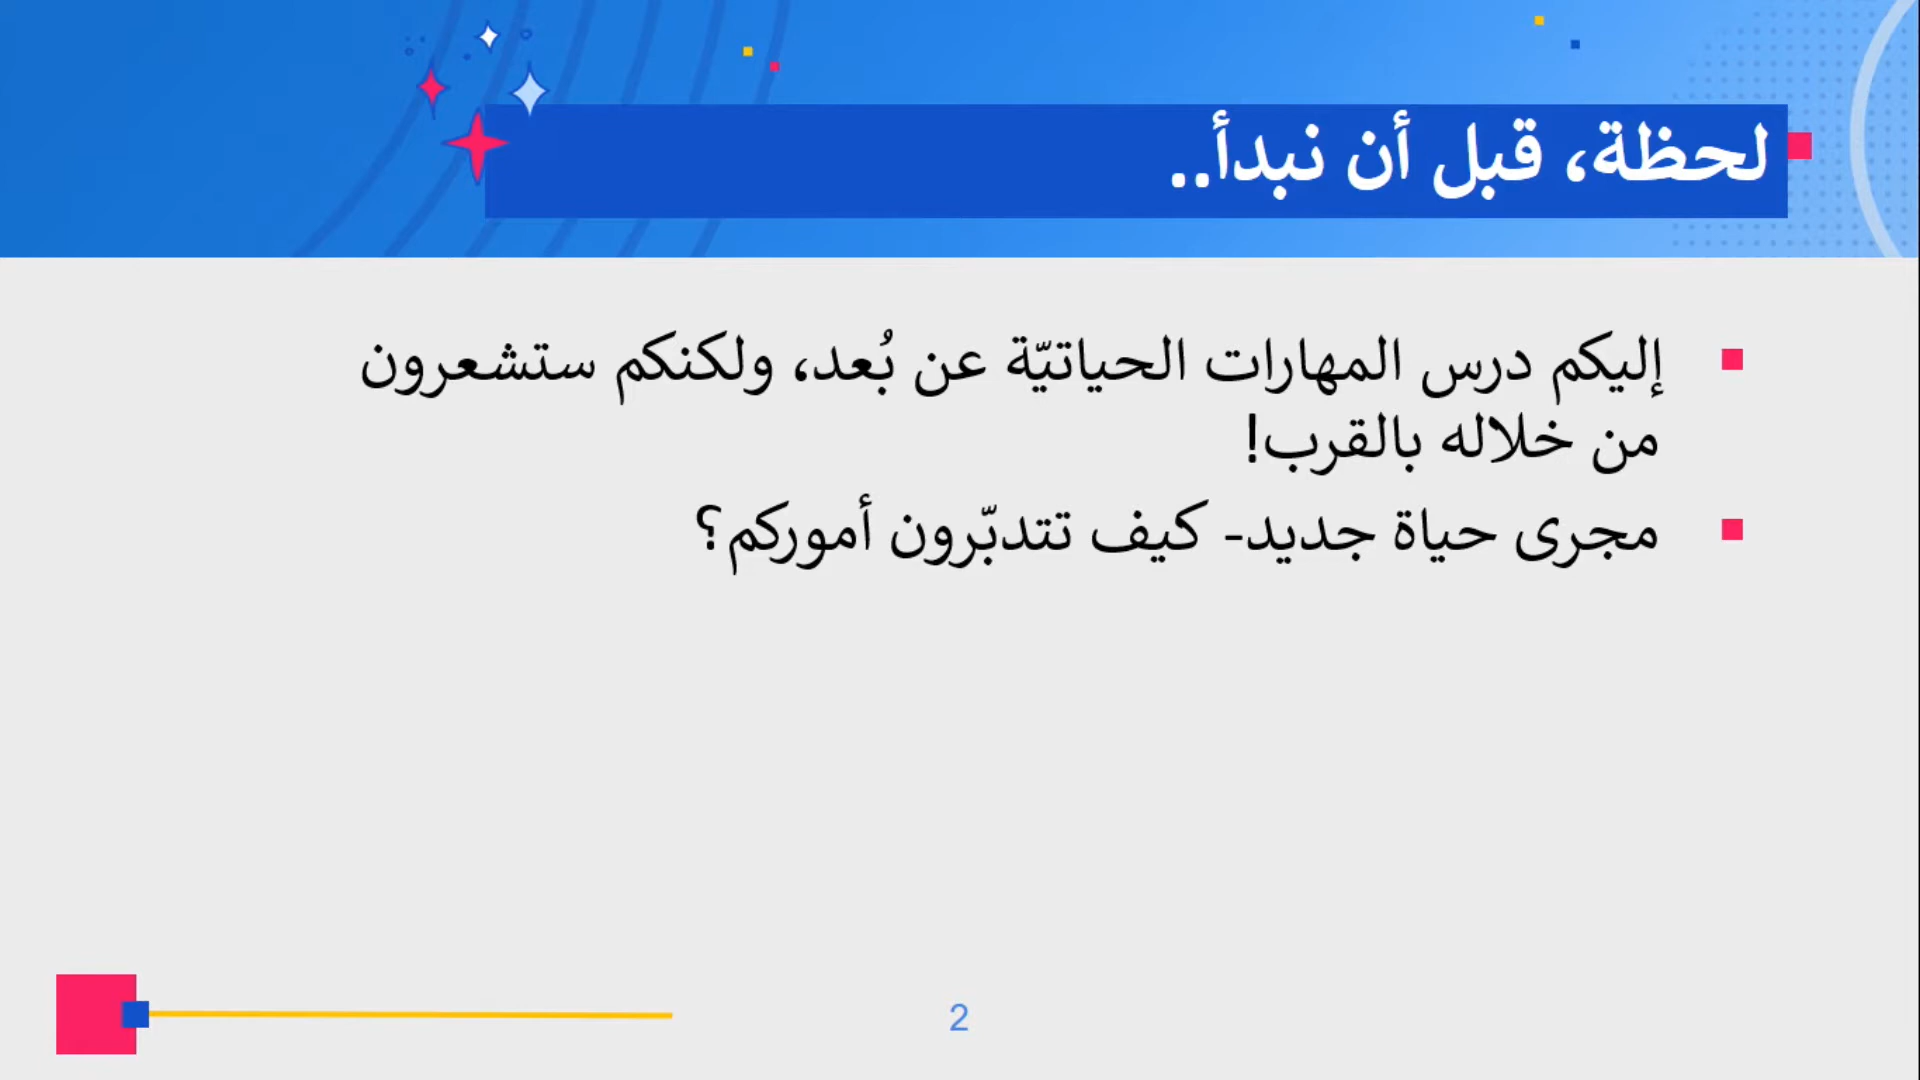 لحظة، قبل أن نبدأ..
إليكم درس المهارات الحياتيّة عن بُعد، ولكنكم ستشعرون
من خلاله بالقرب!
مجرى حياة جديد- كيف تتدبّرون أموركم؟
2